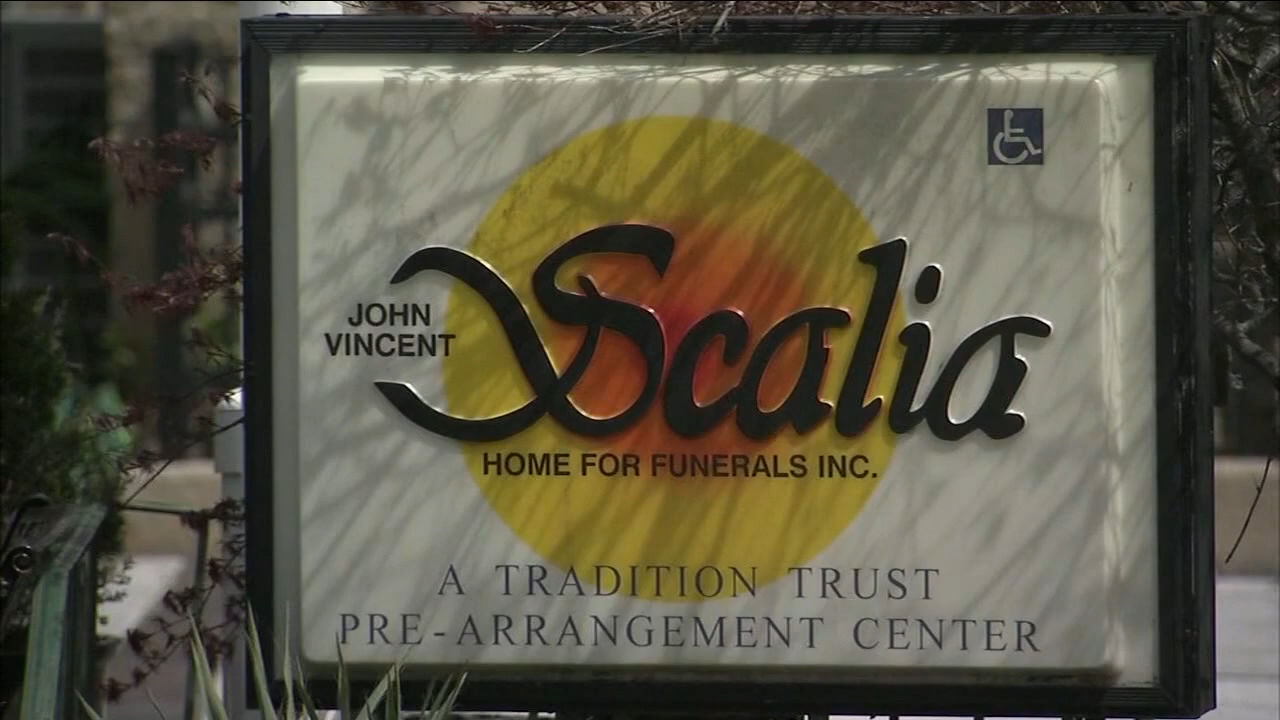 JOHN
VINCENT
Scalia
HOME FOR FUNERALS INC.
A TRADITION TRUST
PRE-ARRANGEMENT CENTER